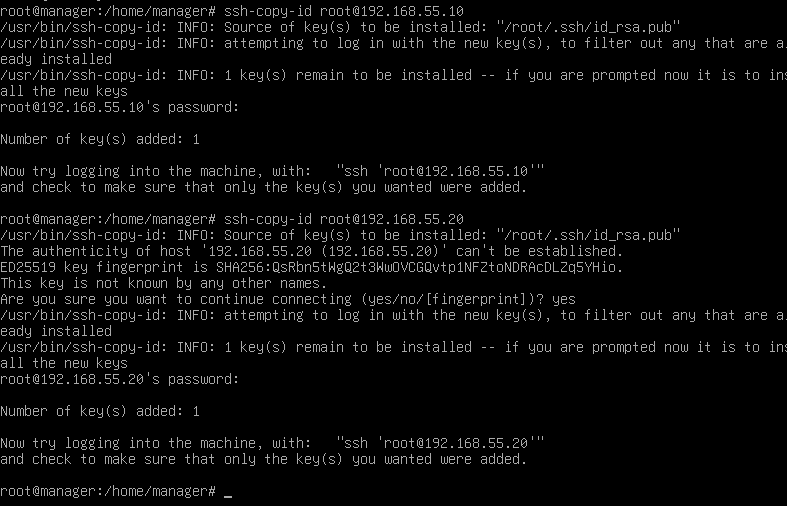 root@manager:/home/manager# ssh-copy-id root@192.168.55.10
/usr/bin/ssh-copy-id: INFO: Source of key(s) to be installed: "/root/.ssh/id_rsa.pub"
/usr/bin/ssh-copy-id: INFO: attempting to log in with the new key(s), to filter out any that are a
eady installed
/usr/bin/ssh-copy-id: INFO: 1 key(s) remain to be installed -- if you are prompted now it is to ins
all the new keys
root@192.168.55.10's password:
Number of key(s) added: 1
Now try logging into the machine, with:   "ssh 'root@192.168.55.10'"
and check to make sure that only the key(s) you wanted were added.
root@manager:/home/manager# ssh-copy-id root@192.168.55.20
/usr/bin/ssh-copy-id: INFO: Source of key(s) to be installed: "/root/.ssh/id_rsa.pub"
The authenticity of host '192.168.55.20 (192.168.55.20)' can't be established.
ED25519 key fingerprint is SHA256:QsRbn5tWgQ2t3WwOVCGQvtp1NFZtoNDRAcDLZq5YHio.
This key is not known by any other names.
Are you sure you want to continue connecting (yes/no/[fingerprint])? yes
/usr/bin/ssh-copy-id: INFO: attempting to log in with the new key(s), to filter out any that are a
eady installed
/usr/bin/ssh-copy-id: INFO: 1 key(s) remain to be installed -- if you are prompted now it is to ins
all the new keys
root@192.168.55.20's password:
Number of key(s) added: 1
Now try logging into the machine, with:   "ssh 'root@192.168.55.20'"
and check to make sure that only the key(s) you wanted were added.
root@manager:/home/manager# _